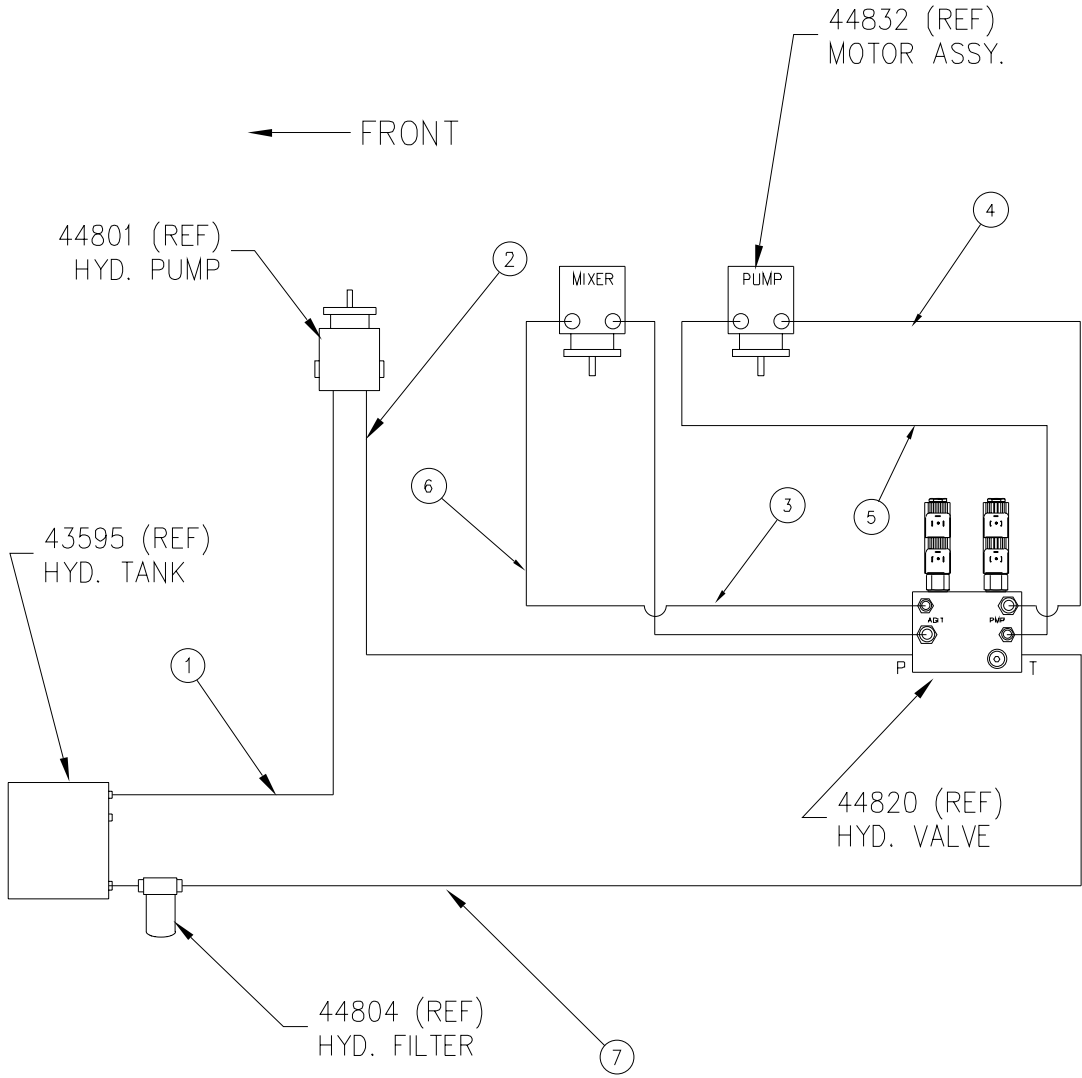 44832 (REF)
MOTOR ASSY.
FRONT
44801 (REF)
HYD. PUMP
2
4
MIXER
PUMP
6
3
5
43595 (REF)
HYD. TANK
AGIT
PMP
1
P
T
44820 (REF)
HYD. VALVE
44804 (REF)
HYD. FILTER
7